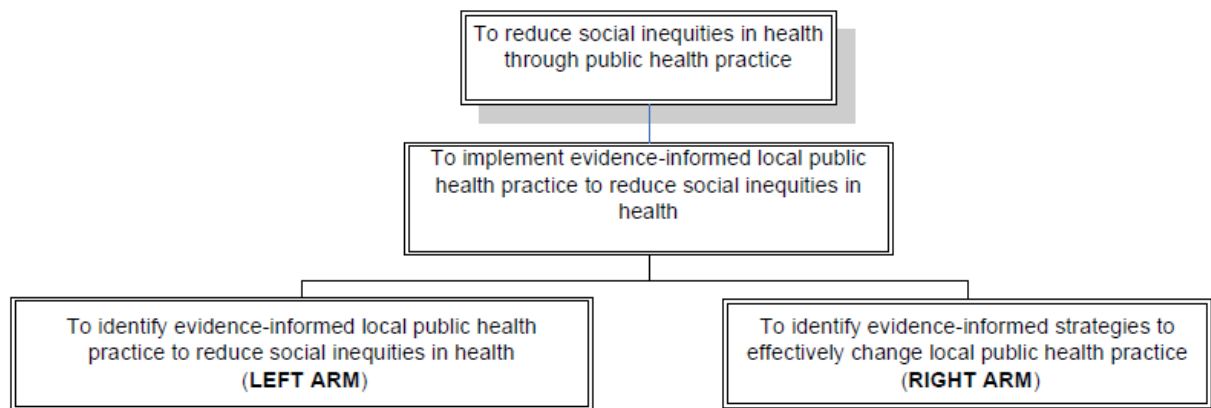 To reduce social inequities in health
through public health practice
To implement evidence-informed local public
health practice to reduce social inequities in
health
To identify evidence-informed local public health
practice to reduce social inequities in health
(LEFT ARM)
To identify evidence-informed strategies to
effectively change local public health practice
(RIGHT ARM)